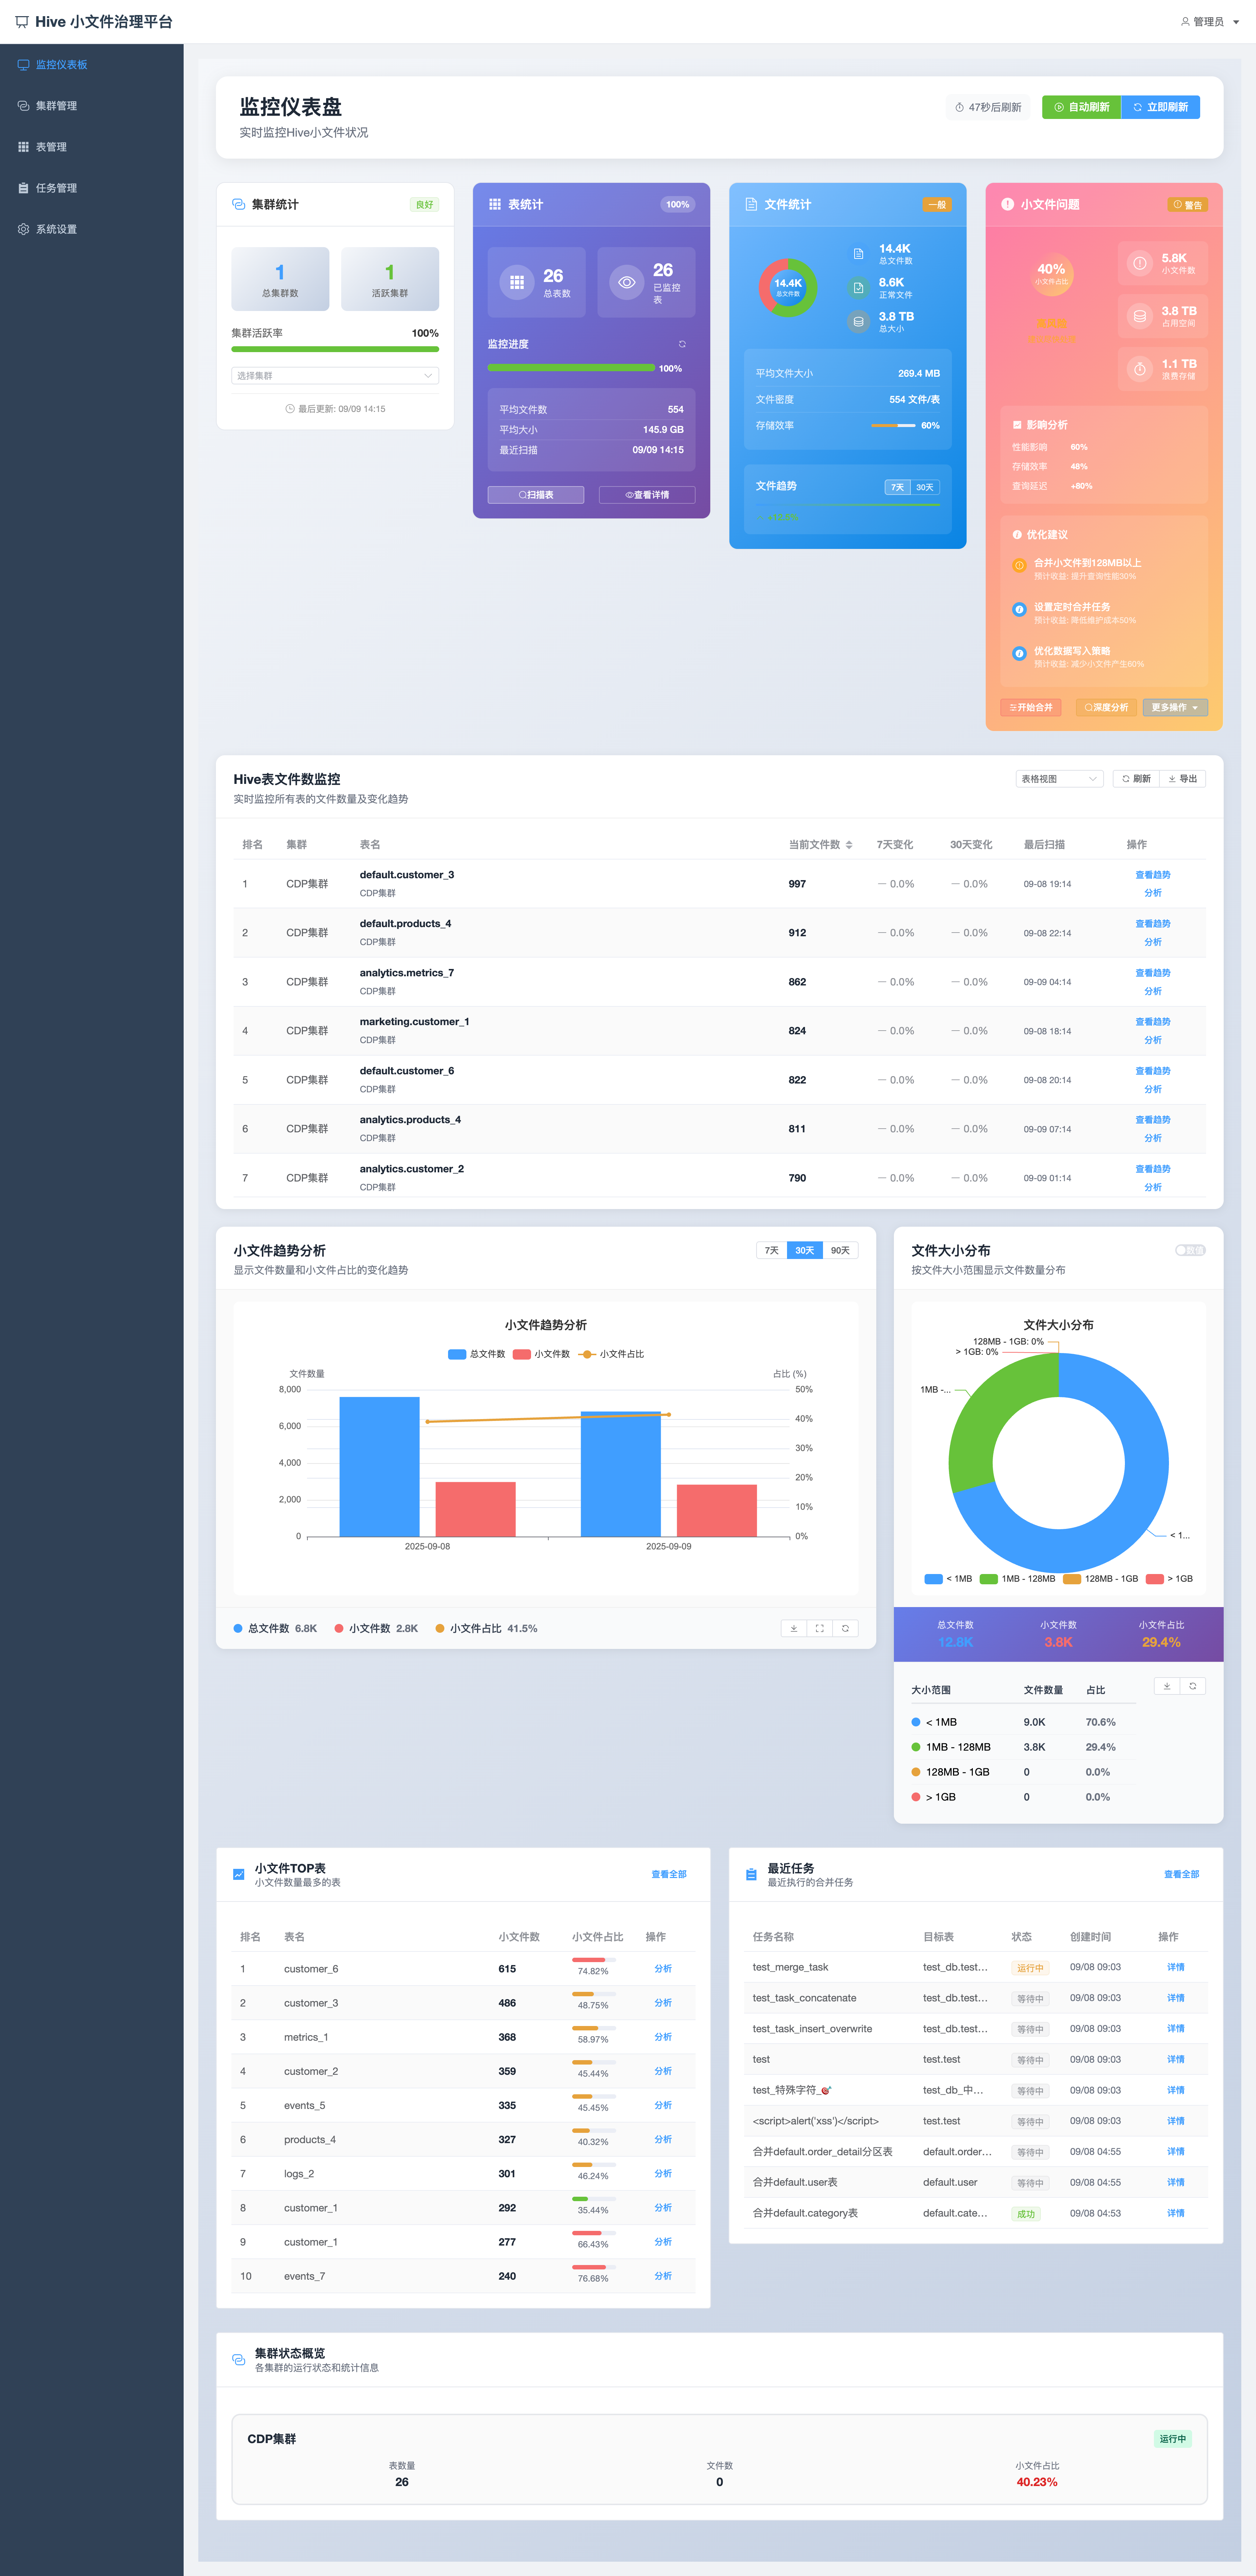 Hive 小文件治理平台
管理员
监控仪表板
集群管理
表管理
任务管理
系统设置
监控仪表盘
实时监控Hive小文件状况
47秒后刷新
自动刷新
立即刷新
集群统计
良好
1
总集群数
1
活跃集群
集群活跃率
100%
选择集群
最后更新: 09/09 14:15
表统计
100%
26
总表数
26
已监控
表
监控进度
100%
平均文件数
554
平均大小
145.9 GB
最近扫描
09/09 14:15
扫描表
查看详情
文件统计
一般
14.4K
总文件数
14.4K
总文件数
8.6K
正常文件
3.8 TB
总大小
平均文件大小
269.4 MB
文件密度
554 文件/表
存储效率
60%
文件趋势
7天
30天
小文件问题
警告
40%
小文件占比
5.8K
小文件数
3.8 TB
占用空间
1.1 TB
浪费存储
影响分析
性能影响
60%
存储效率
48%
查询延迟
+80%
优化建议
合并小文件到128MB以上
预计收益: 提升查询性能30%
设置定时合并任务
预计收益: 降低维护成本50%
优化数据写入策略
预计收益: 减少小文件产生60%
开始合并
深度分析
更多操作
Hive表文件数监控
实时监控所有表的文件数量及变化趋势
表格视图
刷新
导出
排名 集群 表名 当前文件数 7天变化 30天变化 最后扫描 操作
1 CDP集群 default.customer_3 997 — 0.0% — 0.0% 09-08 19:14 查看趋势
CDP集群 分析
2 CDP集群 default.products_4 912 — 0.0% — 0.0% 09-08 22:14 查看趋势
CDP集群 分析
3 CDP集群 analytics.metrics_7 862 — 0.0% — 0.0% 09-09 04:14 查看趋势
CDP集群 分析
4 CDP集群 marketing.customer_1 824 — 0.0% — 0.0% 09-08 18:14 查看趋势
CDP集群 分析
5 CDP集群 default.customer_6 822 — 0.0% — 0.0% 09-08 20:14 查看趋势
CDP集群 分析
6 CDP集群 analytics.products_4 811 — 0.0% — 0.0% 09-09 07:14 查看趋势
CDP集群 分析
7 CDP集群 analytics.customer_2 790 — 0.0% — 0.0% 09-09 01:14 查看趋势
CDP集群 分析
小文件趋势分析
显示文件数量和小文件占比的变化趋势
7天 30天 90天
小文件趋势分析
总文件数 小文件数 小文件占比
文件数量
占比 (%)
8,000
6,000
4,000
2,000
0
50%
40%
30%
20%
10%
0%
2025-09-08
2025-09-09
总文件数 6.8K 小文件数 2.8K 小文件占比 41.5%
文件大小分布
按文件大小范围显示文件数量分布
数值
文件大小分布
128MB - 1GB: 0%
> 1GB: 0%
1MB -...
< 1...
< 1MB 1MB - 128MB 128MB - 1GB > 1GB
总文件数
12.8K
小文件数
3.8K
小文件占比
29.4%
大小范围 文件数量 占比
< 1MB 9.0K 70.6%
1MB - 128MB 3.8K 29.4%
128MB - 1GB 0 0.0%
> 1GB 0 0.0%
小文件TOP表
小文件数量最多的表
查看全部
排名 表名 小文件数 小文件占比 操作
1 customer_6 615 74.82% 分析
2 customer_3 486 48.75% 分析
3 metrics_1 368 58.97% 分析
4 customer_2 359 45.44% 分析
5 events_5 335 45.45% 分析
6 products_4 327 40.32% 分析
7 logs_2 301 46.24% 分析
8 customer_1 292 35.44% 分析
9 customer_1 277 66.43% 分析
10 events_7 240 76.68% 分析
最近任务
最近执行的合并任务
查看全部
任务名称 目标表 状态 创建时间 操作
test_merge_task test_db.test... 运行中 09/08 09:03 详情
test_task_concatenate test_db.test... 等待中 09/08 09:03 详情
test_task_insert_overwrite test_db.test... 等待中 09/08 09:03 详情
test test.test 等待中 09/08 09:03 详情
test_特殊字符_🎯 test_db_中... 等待中 09/08 09:03 详情
<script>alert('xss')</script> test.test 等待中 09/08 09:03 详情
合并default.order_detail分区表 default.order... 等待中 09/08 04:55 详情
合并default.user表 default.user 等待中 09/08 04:55 详情
合并default.category表 default.cate... 成功 09/08 04:53 详情
集群状态概览
各集群的运行状态和统计信息
CDP集群
运行中
表数量
26
文件数
0
小文件占比
40.23%